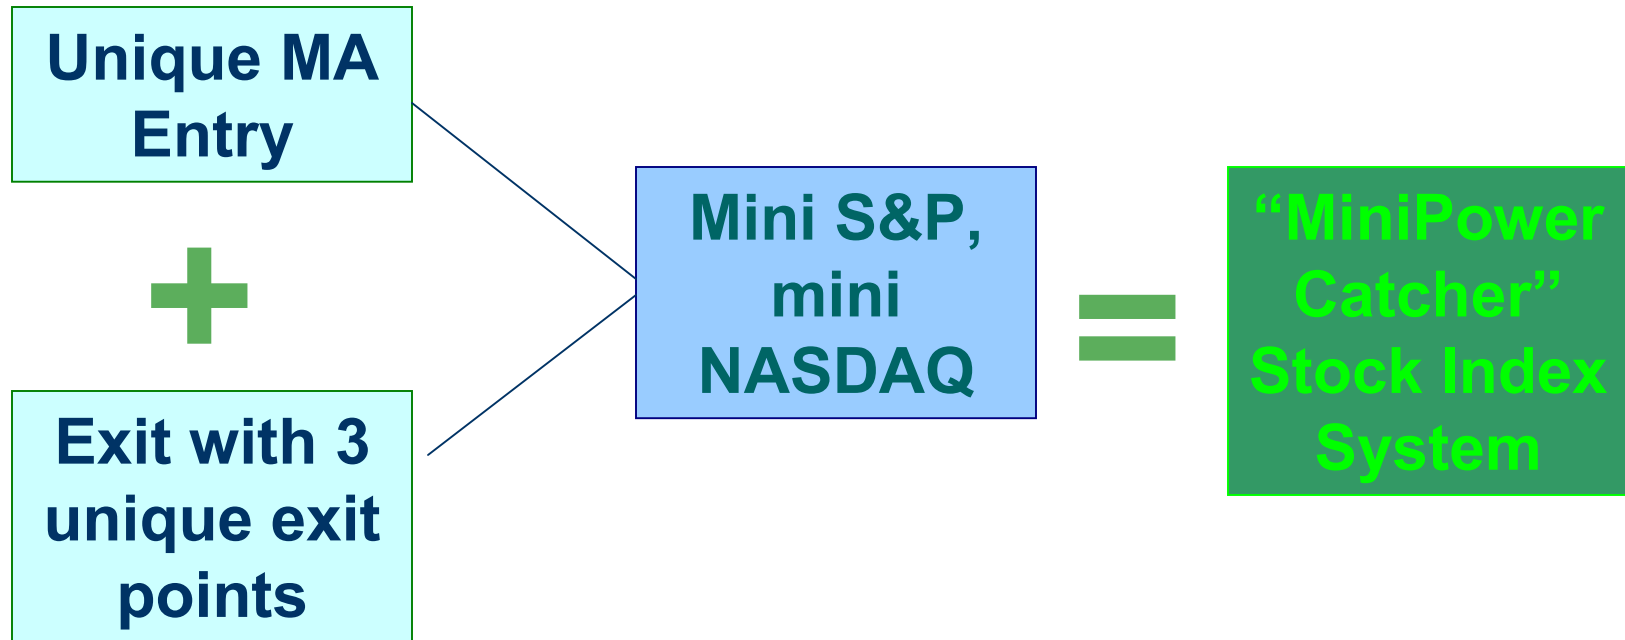 Unique MA
Entry
Exit with 3
unique exit
points
Mini S&P,
mini
NASDAQ
“MiniPower
Catcher”
Stock Index
System